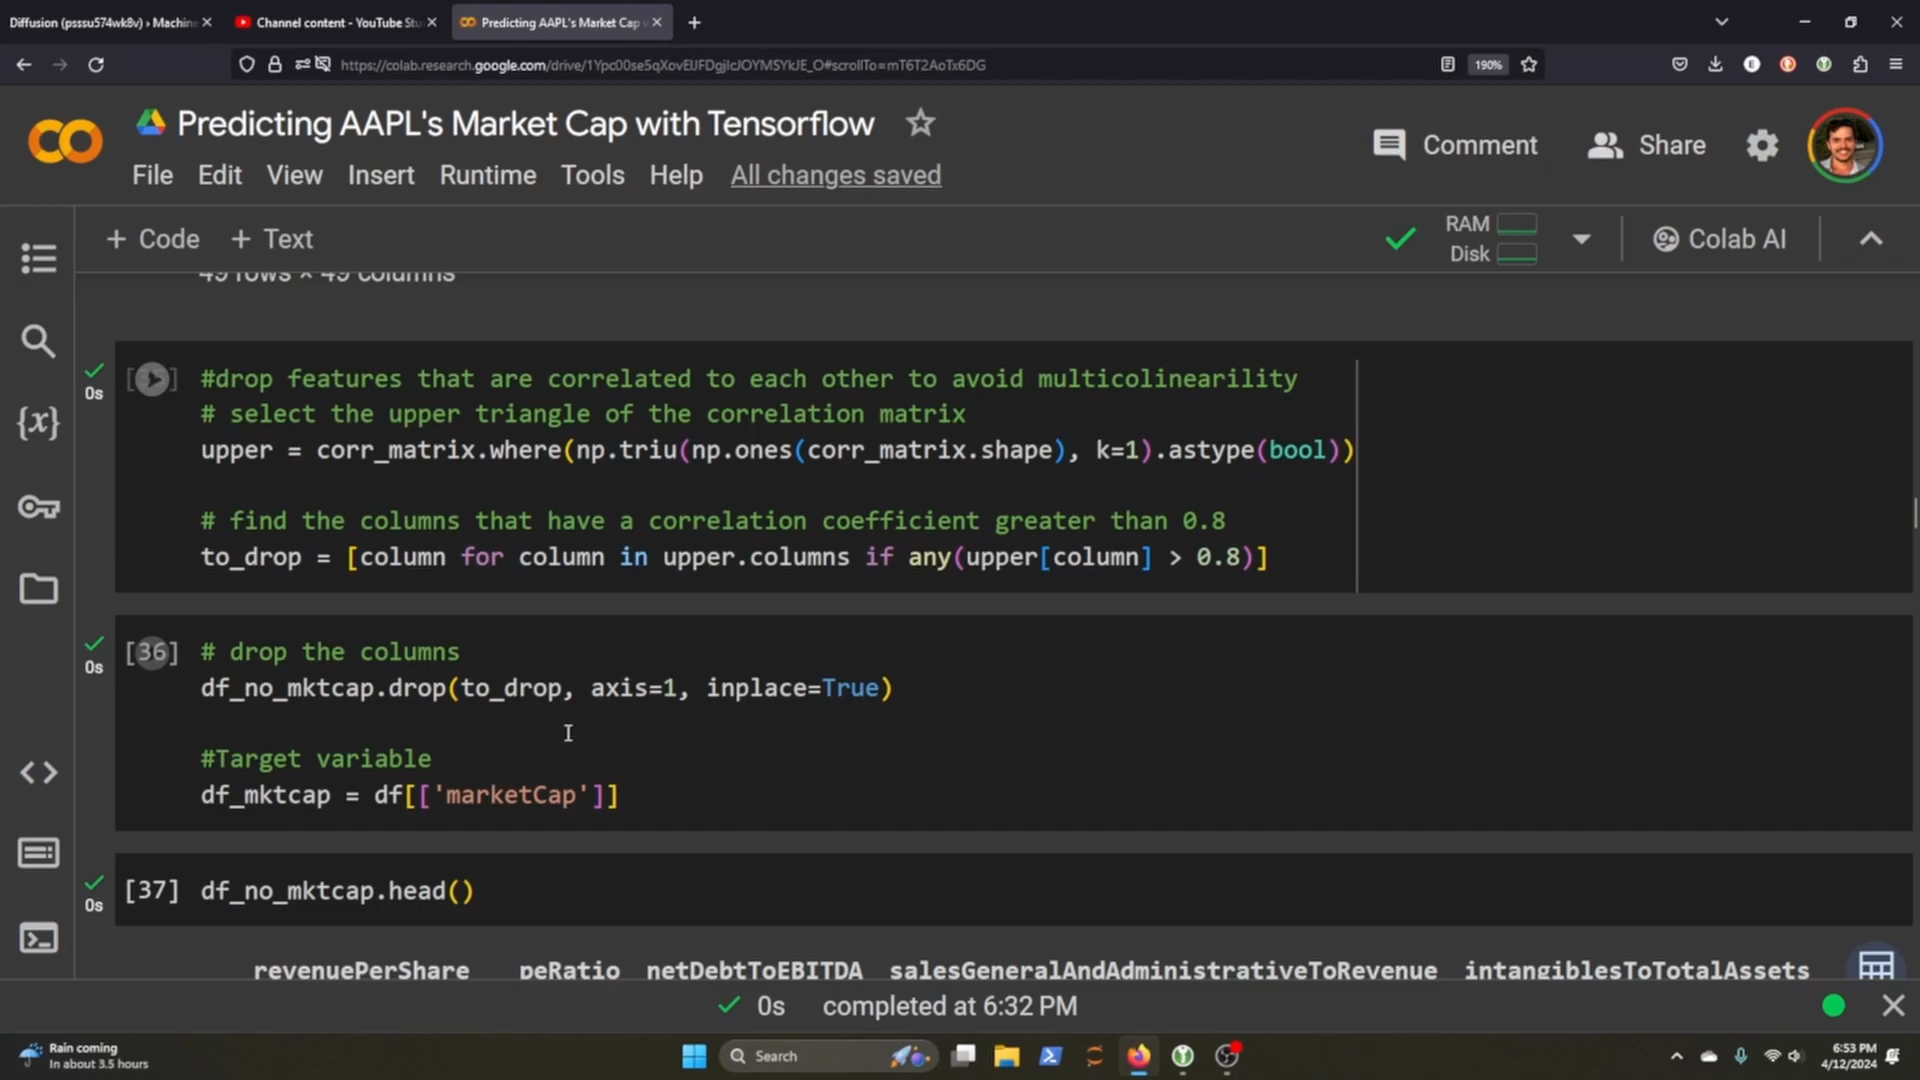 Diffusion (psssu574wk8v) › Machine
Channel content - YouTube Stu
Predicting AAPL's Market Cap w
https://colab.research.google.com/drive/1Ypc00se5qXovEIJFDgjIcJOYMSYkJE_O#scrollTo=mT6T2AoTx6DG
190%
Predicting AAPL's Market Cap with Tensorflow
Comment
Share
File Edit View Insert Runtime Tools Help All changes saved
+ Code + Text
RAM
Disk
Colab AI
49 rows × 49 columns
0s
#drop features that are correlated to each other to avoid multicolinearility
# select the upper triangle of the correlation matrix
upper = corr_matrix.where(np.triu(np.ones(corr_matrix.shape), k=1).astype(bool))
# find the columns that have a correlation coefficient greater than 0.8
to_drop = [column for column in upper.columns if any(upper[column] > 0.8)]
0s
[36] # drop the columns
df_no_mktcap.drop(to_drop, axis=1, inplace=True)
#Target variable
df_mktcap = df[['marketCap']]
0s
[37] df_no_mktcap.head()
revenuePerShare peRatio netDebtToEBITDA salesGeneralAndAdministrativeToRevenue intangiblesToTotalAssets
0s completed at 6:32 PM
Rain coming
In about 3.5 hours
Search
6:53 PM
4/12/2024